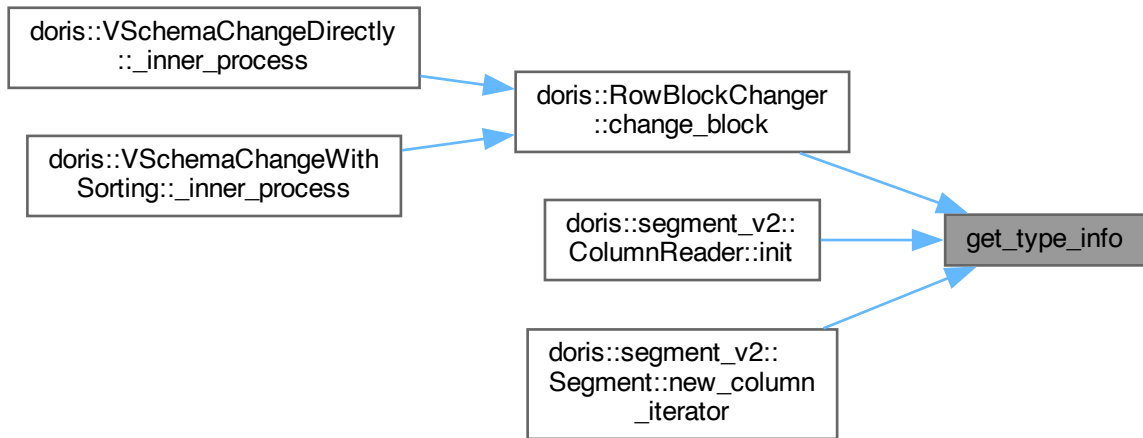 doris::VSchemaChangeDirectly
::_inner_process
doris::VSchemaChangeWith
Sorting::_inner_process
doris::RowBlockChanger
::change_block
doris::segment_v2::
ColumnReader::init
doris::segment_v2::
Segment::new_column
_iterator
get_type_info